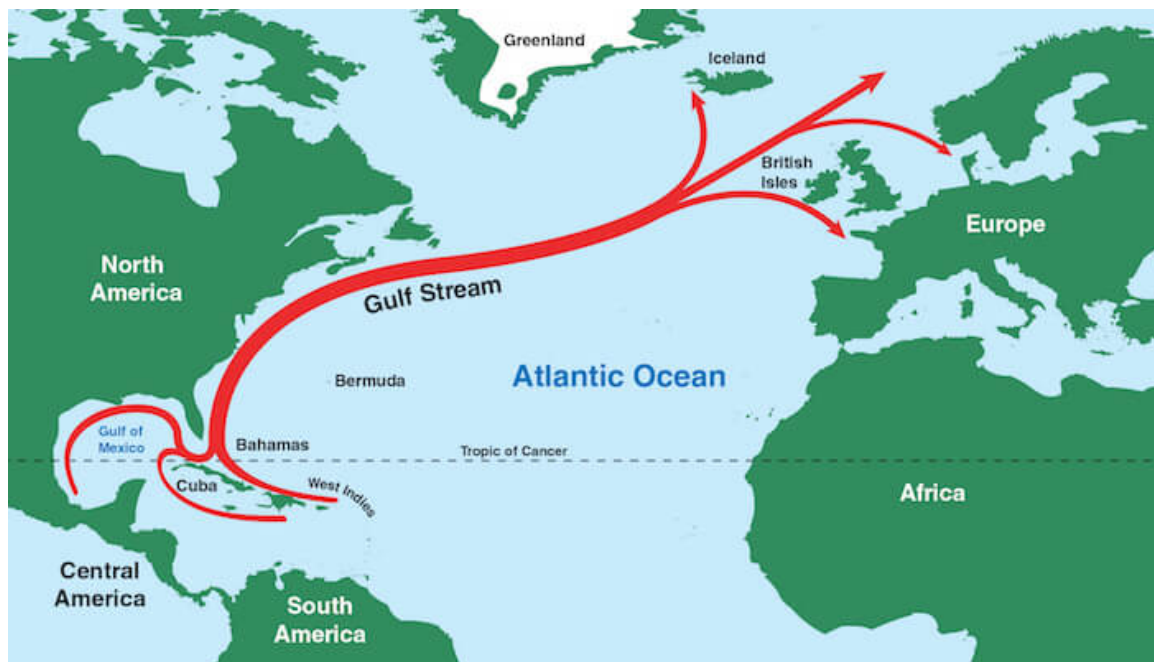 Greenland
Iceland
British
Isles
Europe
North
America
Gulf Stream
Bermuda
Atlantic Ocean
Gulf of
Mexico
Bahamas
Tropic of Cancer
Cuba
West Indies
Africa
Central
America
South
America